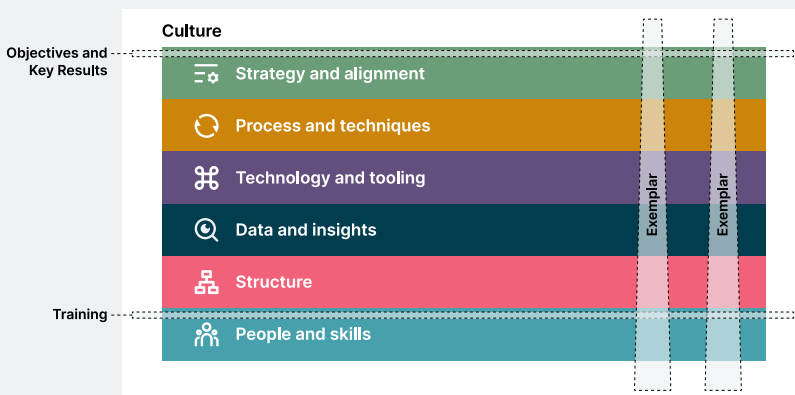 Culture
Objectives and
Key Results
Strategy and alignment
Process and techniques
Technology and tooling
Data and insights
Structure
Training
People and skills
Exemplar
Exemplar